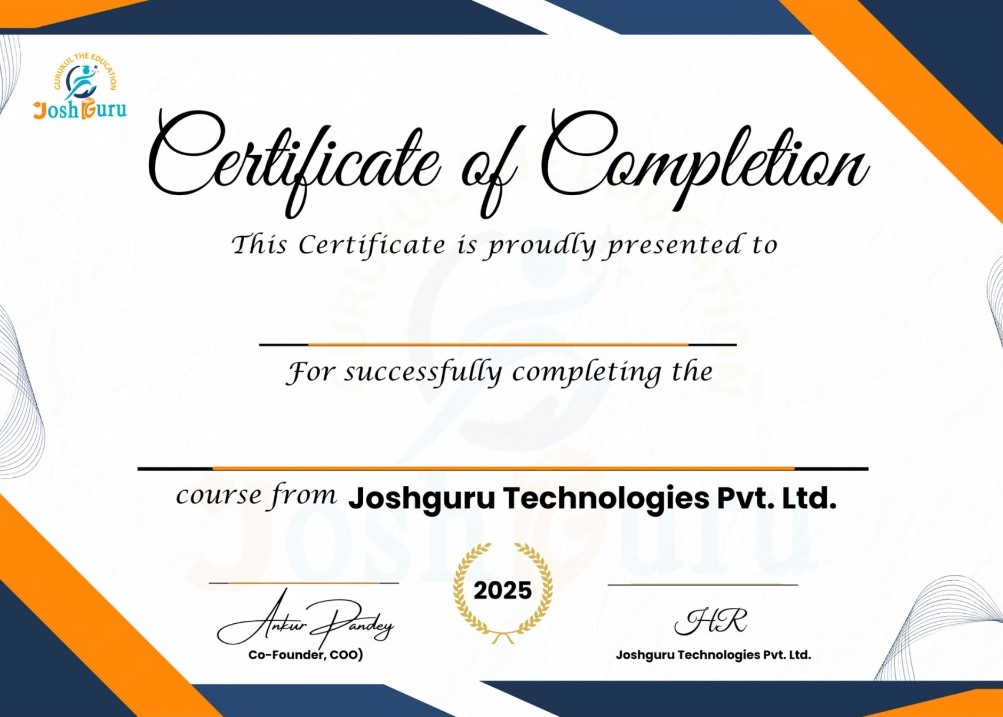 GURUKUL THE EDUCATION
JoshGuru
Certificate of Completion
This Certificate is proudly presented to
For successfully completing the
course from Joshguru Technologies Pvt. Ltd.
JoshGuru
2025
Ankur Pandey
HR
Co-Founder, COO)
Joshguru Technologies Pvt. Ltd.